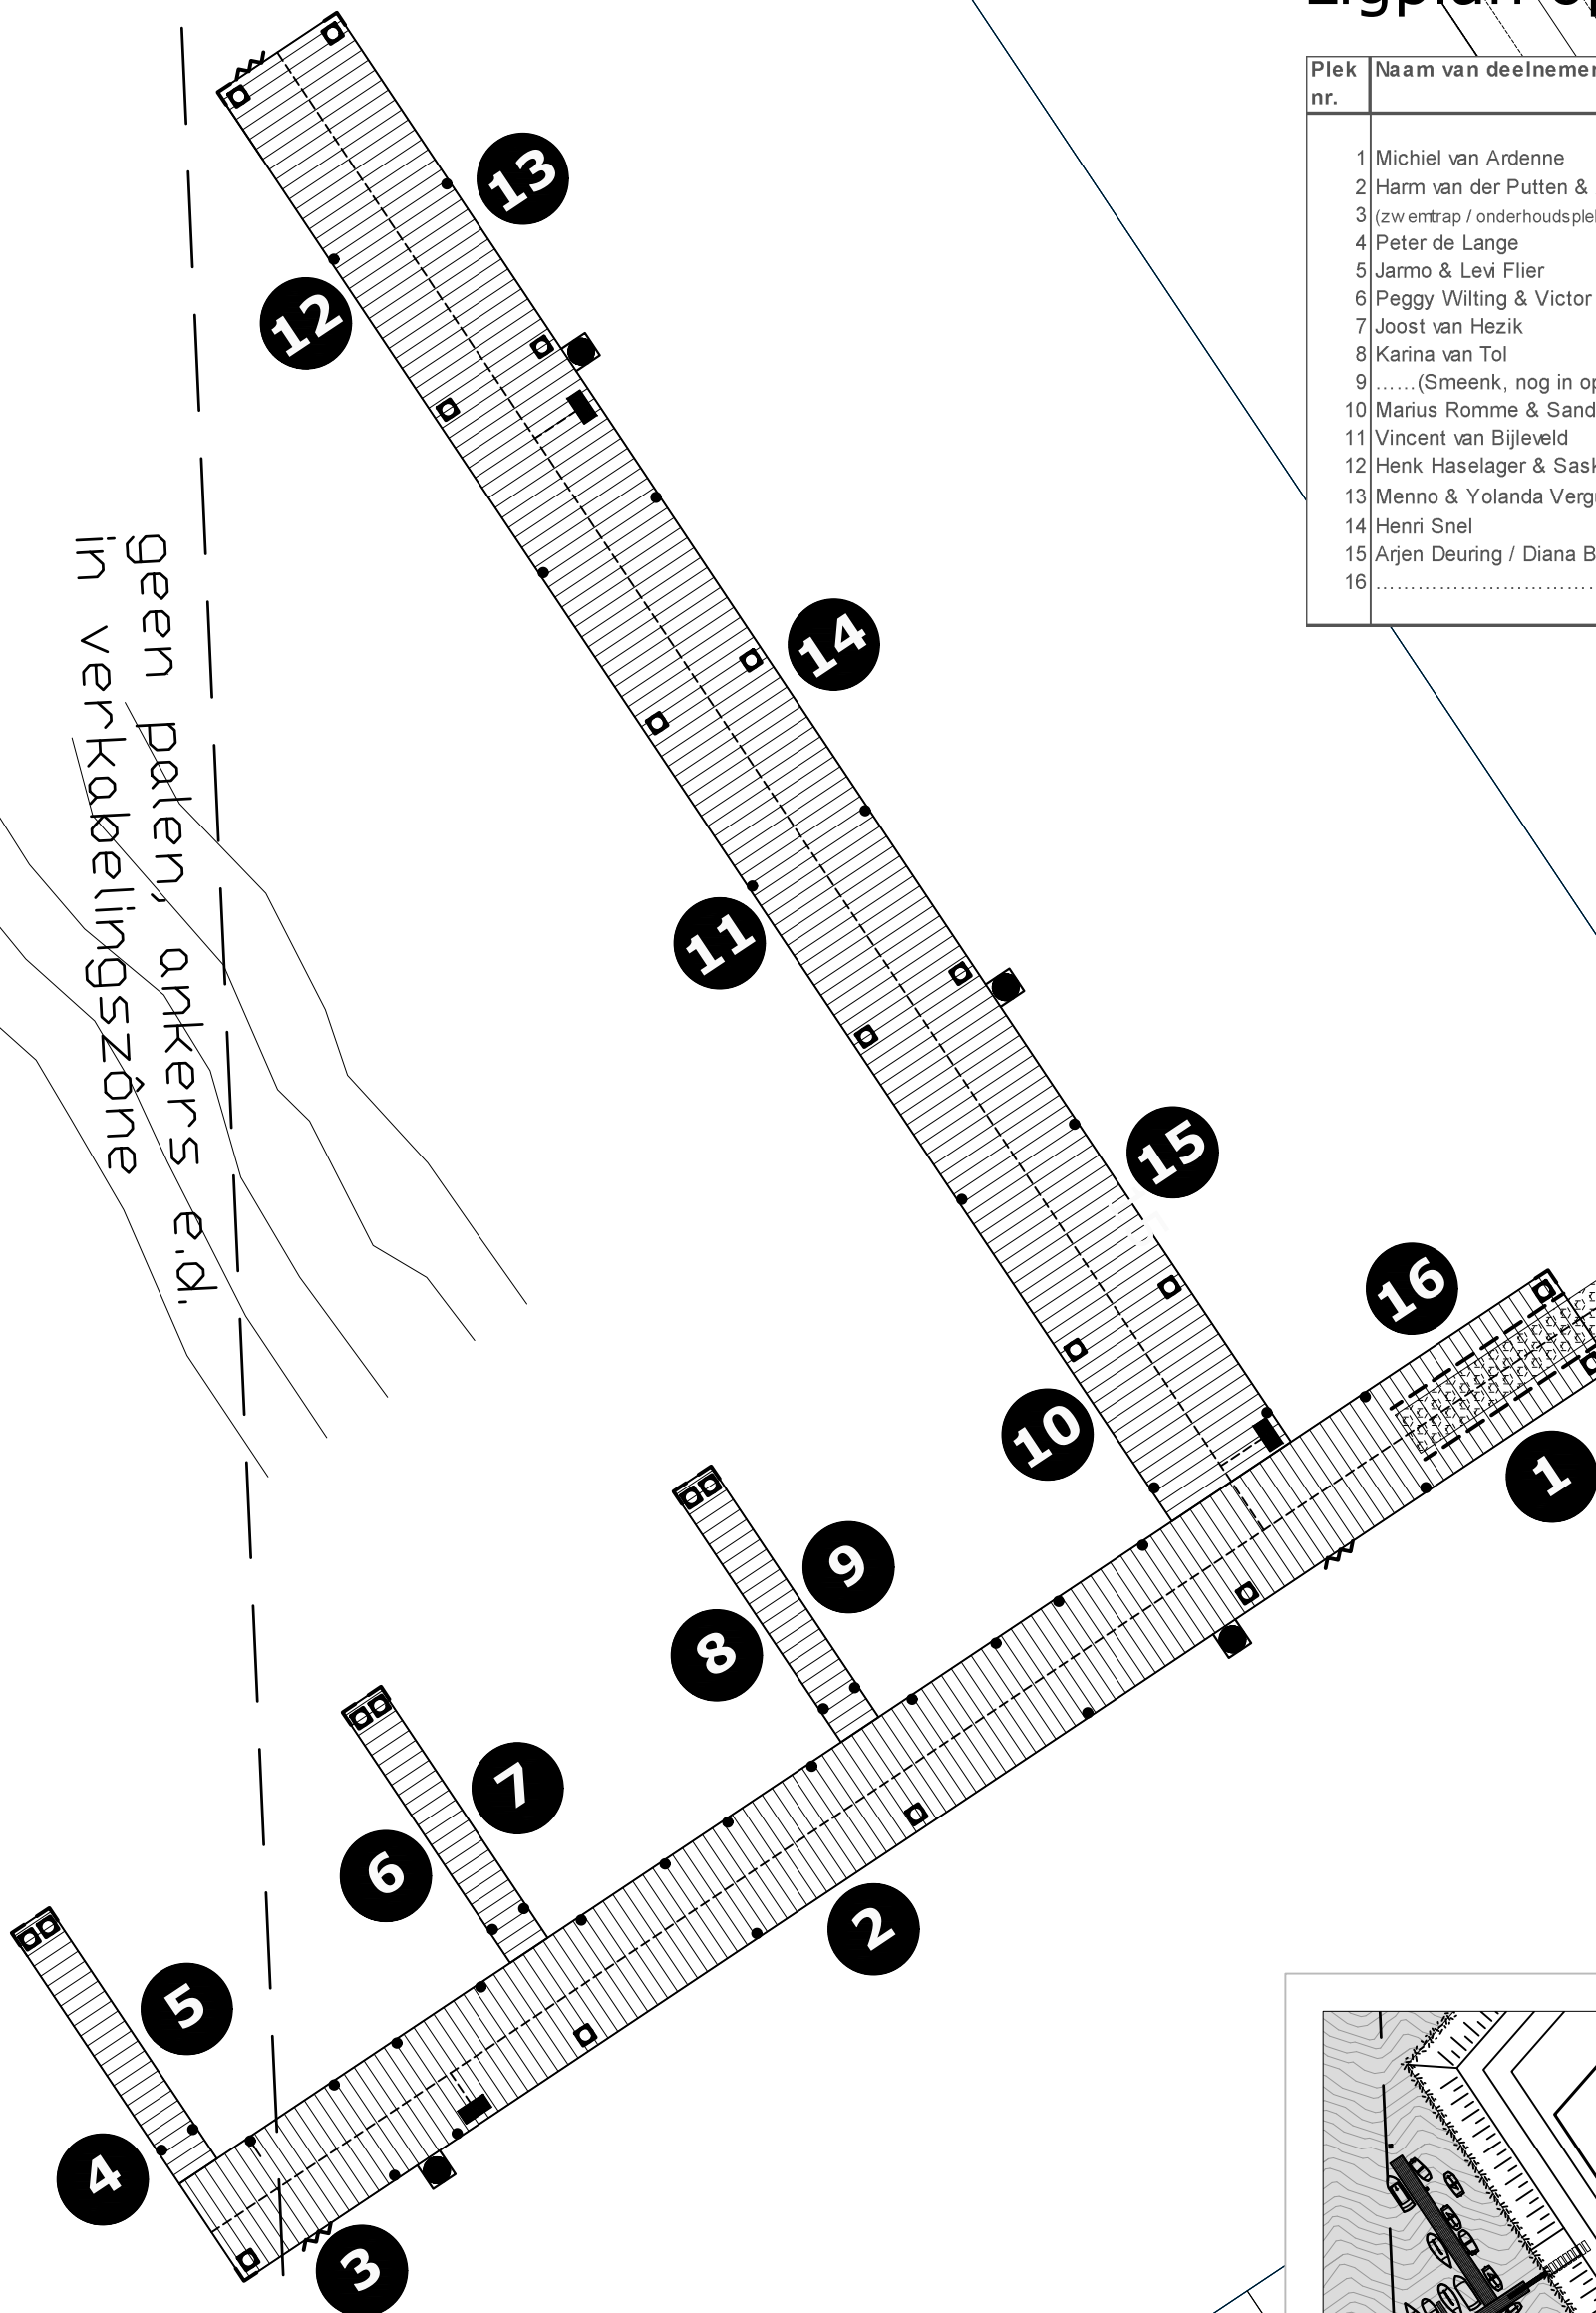 Plek Naam van deelnemer
nr.
1 Michiel van Ardenne
2 Harm van der Putten &
3 (zwemtrap / onderhoudsplek
4 Peter de Lange
5 Jarmo & Levi Flier
6 Peggy Wilting & Victor
7 Joost van Hezik
8 Karina van Tol
9 ......(Smeenk, nog in op
10 Marius Romme & Sand
11 Vincent van Bijleveld
12 Henk Haselager & Sask
13 Menno & Yolanda Verg
14 Henri Snel
15 Arjen Deuring / Diana B
16 ....................................
13
12
14
11
15
16
10
1
9
8
7
6
2
5
4
3
geen palen, ankers e.d.
in verkabelingszône